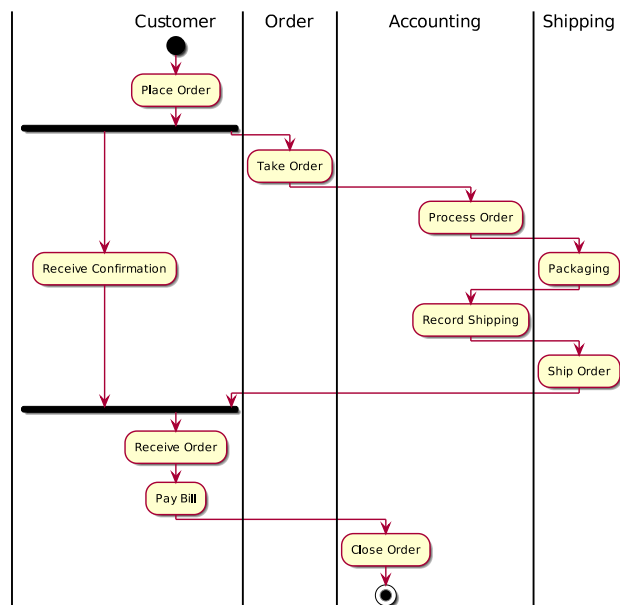 Customer
Order
Accounting
Shipping
Place Order
Take Order
Process Order
Receive Confirmation
Packaging
Record Shipping
Ship Order
Receive Order
Pay Bill
Close Order